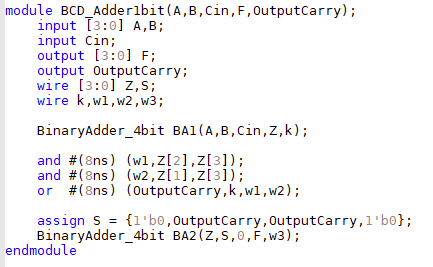 module BCD_Adder1bit(A,B,Cin,F,OutputCarry);
input [3:0] A,B;
input Cin;
output [3:0] F;
output OutputCarry;
wire [3:0] Z,S;
wire k,w1,w2,w3;
BinaryAdder_4bit BA1(A,B,Cin,Z,k);
and #(8ns) (w1,Z[2],Z[3]);
and #(8ns) (w2,Z[1],Z[3]);
or #(8ns) (OutputCarry,k,w1,w2);
assign S = {1'b0,OutputCarry,OutputCarry,1'b0};
BinaryAdder_4bit BA2(Z,S,0,F,w3);
endmodule